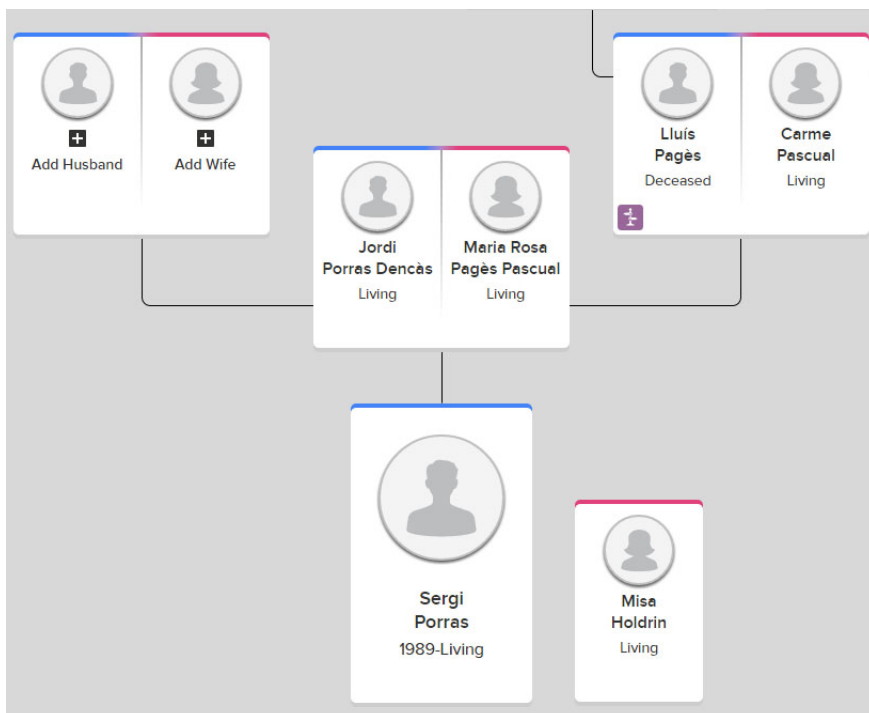 Add Husband
Add Wife
Lluís
Pagès
Deceased
Carme
Pascual
Living
Jordi
Porras Dencàs
Living
Maria Rosa
Pagès Pascual
Living
Sergi
Porras
1989-Living
Misa
Holdrin
Living